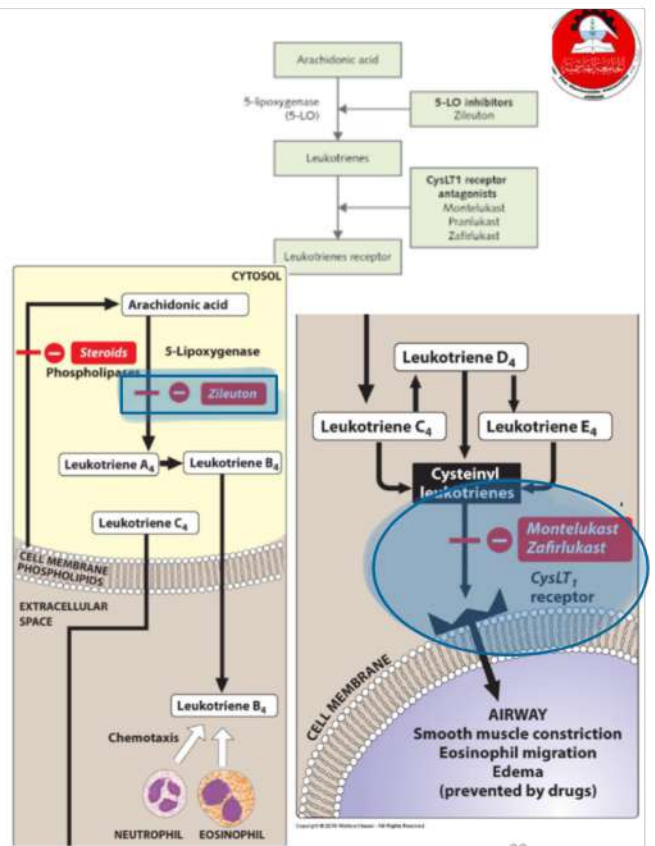 Arachidonic acid
5-lipoxygenase
(5-LO)
5-LO inhibitors
Zileuton
Leukotrienes
CysLT1 receptor
antagonists
Montelukast
Pranlukast
Zafirlukast
Leukotrienes receptor
CYTOSOL
Arachidonic acid
Steroids
Phospholipases
5-Lipoxygenase
Zileuton
Leukotriene A4
Leukotriene B4
Leukotriene C4
CELL MEMBRANE
PHOSPHOLIPIDS
EXTRACELLULAR
SPACE
Leukotriene B4
Chemotaxis
NEUTROPHIL
EOSINOPHIL
Leukotriene D4
Leukotriene C4
Leukotriene E4
Cysteinyl
leukotrienes
Montelukast
Zafirlukast
CysLT1
receptor
CELL MEMBRANE
AIRWAY
Smooth muscle constriction
Eosinophil migration
Edema
(prevented by drugs)